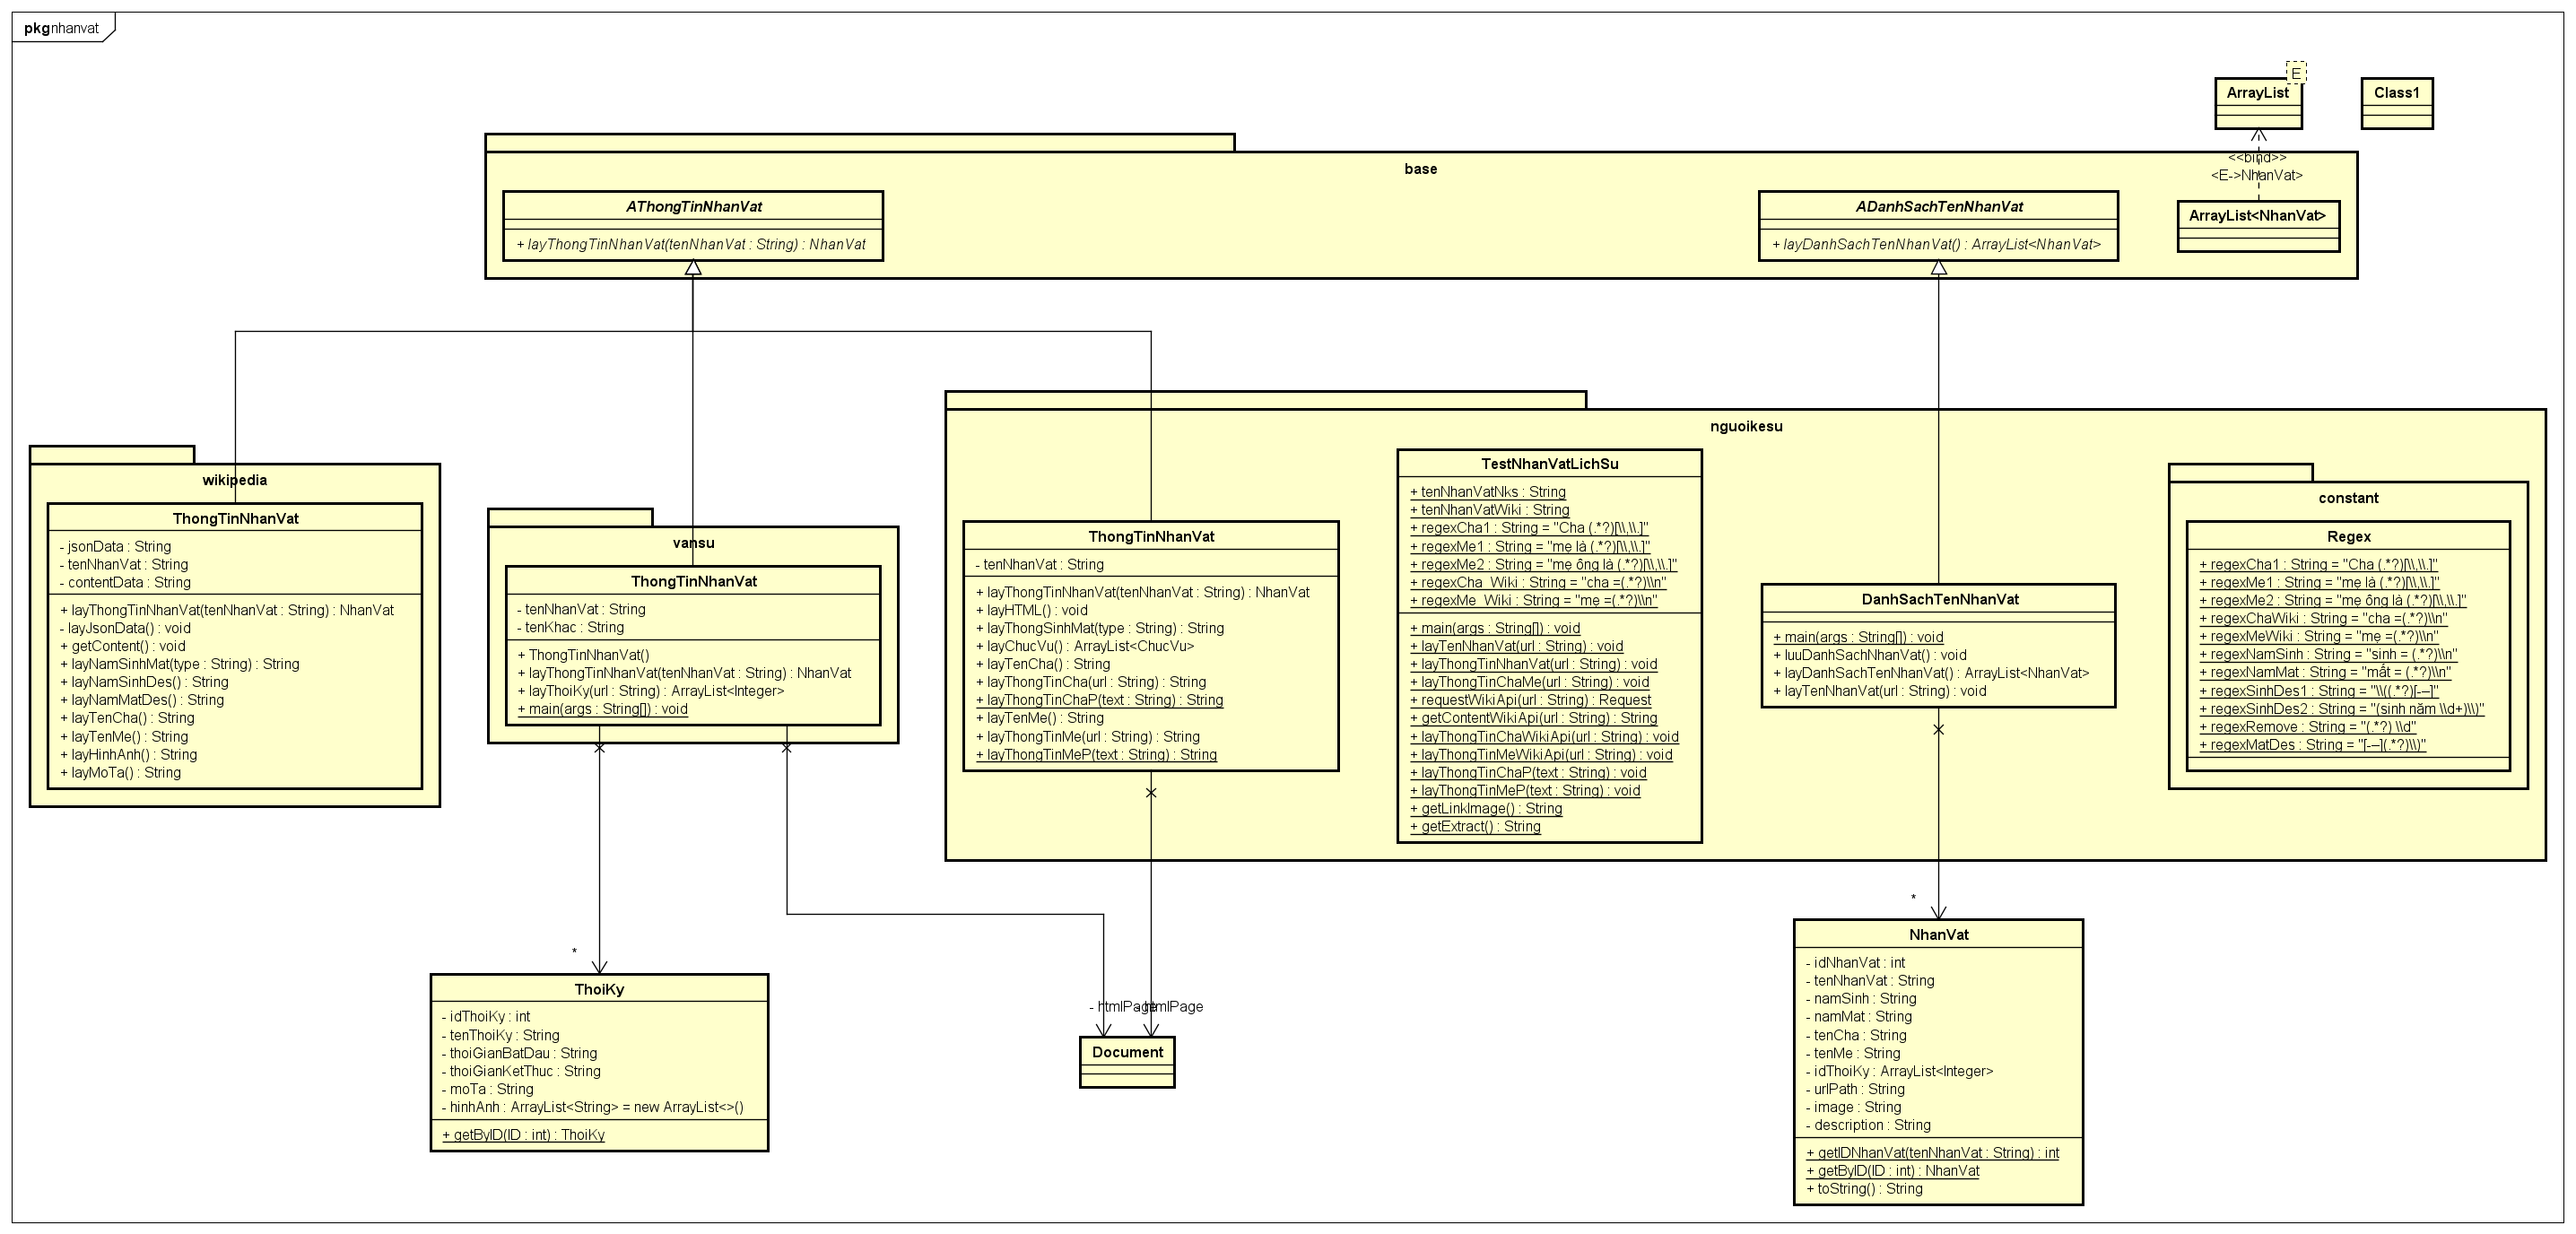 pkg nhanvat
E
ArrayList
Class1
<<bind>>
<E->NhanVat>
base
AThongTinNhanVat
+ layThongTinNhanVat(tenNhanVat : String) : NhanVat
ADanhSachTenNhanVat
+ layDanhSachTenNhanVat() : ArrayList<NhanVat>
ArrayList<NhanVat>
wikipedia
ThongTinNhanVat
- jsonData : String
- tenNhanVat : String
- contentData : String
+ layThongTinNhanVat(tenNhanVat : String) : NhanVat
- layJsonData() : void
+ getContent() : void
+ layNamSinhMat(type : String) : String
+ layNamSinhDes() : String
+ layNamMatDes() : String
+ layTenCha() : String
+ layTenMe() : String
+ layHinhAnh() : String
+ layMoTa() : String
vansu
ThongTinNhanVat
- tenNhanVat : String
- tenKhac : String
+ ThongTinNhanVat()
+ layThongTinNhanVat(tenNhanVat : String) : NhanVat
+ layThoiKy(url : String) : ArrayList<Integer>
+ main(args : String[]) : void
nguoikesu
ThongTinNhanVat
- tenNhanVat : String
+ layThongTinNhanVat(tenNhanVat : String) : NhanVat
+ layHTML() : void
+ layThongSinhMat(type : String) : String
+ layChucVu() : ArrayList<ChucVu>
+ layTenCha() : String
+ layThongTinCha(url : String) : String
+ layThongTinChaP(text : String) : String
+ layTenMe() : String
+ layThongTinMe(url : String) : String
+ layThongTinMeP(text : String) : String
TestNhanVatLichSu
+ tenNhanVatNks : String
+ tenNhanVatWiki : String
+ regexCha1 : String = "Cha (.*?)[\\,\\.]"
+ regexMe1 : String = "mẹ là (.*?)[\\,\\.]"
+ regexMe2 : String = "mẹ ông là (.*?)[\\,\\.]"
+ regexCha_Wiki : String = "cha =(.*?)\\n"
+ regexMe_Wiki : String = "mẹ =(.*?)\\n"
+ main(args : String[]) : void
+ layTenNhanVat(url : String) : void
+ layThongTinNhanVat(url : String) : void
+ layThongTinChaMe(url : String) : void
+ requestWikiApi(url : String) : Request
+ getContentWikiApi(url : String) : String
+ layThongTinChaWikiApi(url : String) : void
+ layThongTinMeWikiApi(url : String) : void
+ layThongTinChaP(text : String) : void
+ layThongTinMeP(text : String) : void
+ getLinkImage() : String
+ getExtract() : String
DanhSachTenNhanVat
+ main(args : String[]) : void
+ luuDanhSachNhanVat() : void
+ layDanhSachTenNhanVat() : ArrayList<NhanVat>
+ layTenNhanVat(url : String) : void
constant
Regex
+ regexCha1 : String = "Cha (.*?)[\\,\\.]"
+ regexMe1 : String = "mẹ là (.*?)[\\,\\.]"
+ regexMe2 : String = "mẹ ông là (.*?)[\\,\\.]"
+ regexChaWiki : String = "cha =(.*?)\\n"
+ regexMeWiki : String = "mẹ =(.*?)\\n"
+ regexNamSinh : String = "sinh = (.*?)\\n"
+ regexNamMat : String = "mất = (.*?)\\n"
+ regexSinhDes1 : String = "\\((.*?)[-–]"
+ regexSinhDes2 : String = "(sinh năm \\d+)\\)"
+ regexRemove : String = "(.*?) \\d"
+ regexMatDes : String = "[-–](.*?)\\)"
*
ThoiKy
- idThoiKy : int
- tenThoiKy : String
- thoiGianBatDau : String
- thoiGianKetThuc : String
- moTa : String
- hinhAnh : ArrayList<String> = new ArrayList<>()
+ getByID(ID : int) : ThoiKy
- htmlPage
- htmlPage
Document
*
NhanVat
- idNhanVat : int
- tenNhanVat : String
- namSinh : String
- namMat : String
- tenCha : String
- tenMe : String
- idThoiKy : ArrayList<Integer>
- urlPath : String
- image : String
- description : String
+ getIDNhanVat(tenNhanVat : String) : int
+ getByID(ID : int) : NhanVat
+ toString() : String